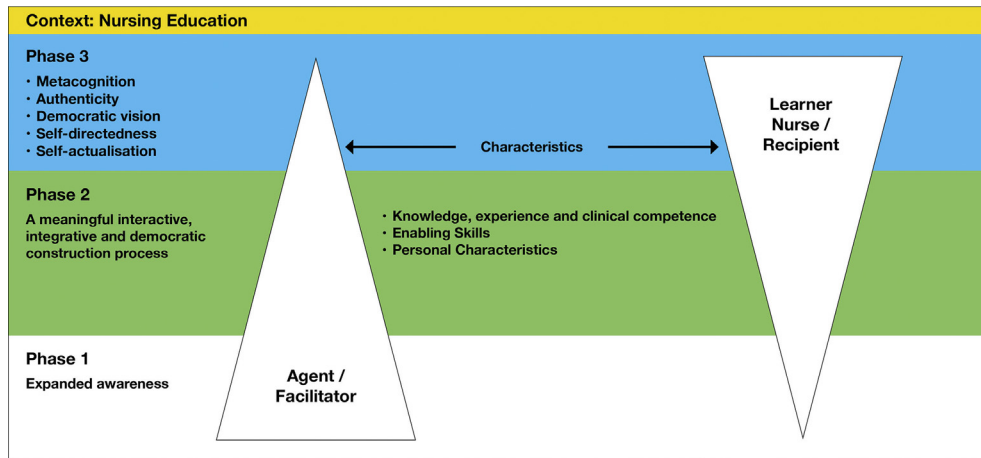 Context: Nursing Education
Phase 3
• Metacognition
• Authenticity
• Democratic vision
• Self-directedness
• Self-actualisation
Characteristics
Learner
Nurse /
Recipient
Phase 2
A meaningful interactive,
integrative and democratic
construction process
• Knowledge, experience and clinical competence
• Enabling Skills
• Personal Characteristics
Phase 1
Expanded awareness
Agent /
Facilitator